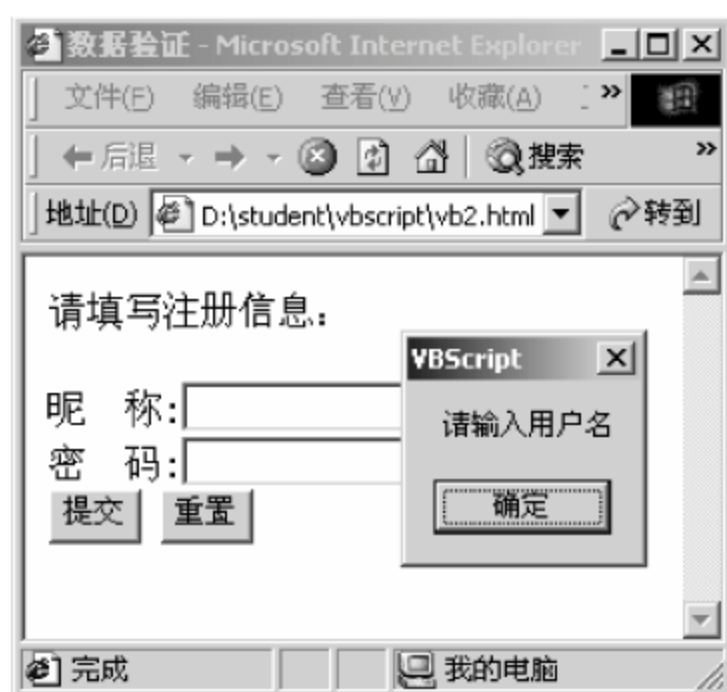 数据验证 - Microsoft Internet Explorer
文件(F) 编辑(E) 查看(V) 收藏(A) »
后退 搜索 »
地址(D) D:\student\vbscript\vb2.html 转到
请填写注册信息：
VBScript
请输入用户名
确定
昵 称:
密 码:
提交 重置
完成 我的电脑